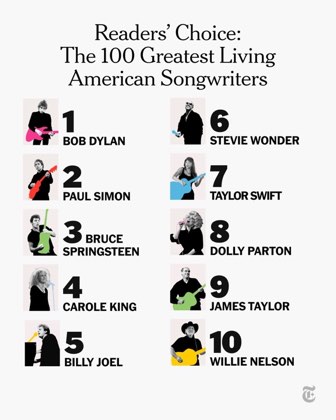 Readers’ Choice:
The 100 Greatest Living
American Songwriters
1
BOB DYLAN
2
PAUL SIMON
3 BRUCE
SPRINGSTEEN
4
CAROLE KING
5
BILLY JOEL
6
STEVIE WONDER
7
TAYLOR SWIFT
8
DOLLY PARTON
9
JAMES TAYLOR
10
WILLIE NELSON
T